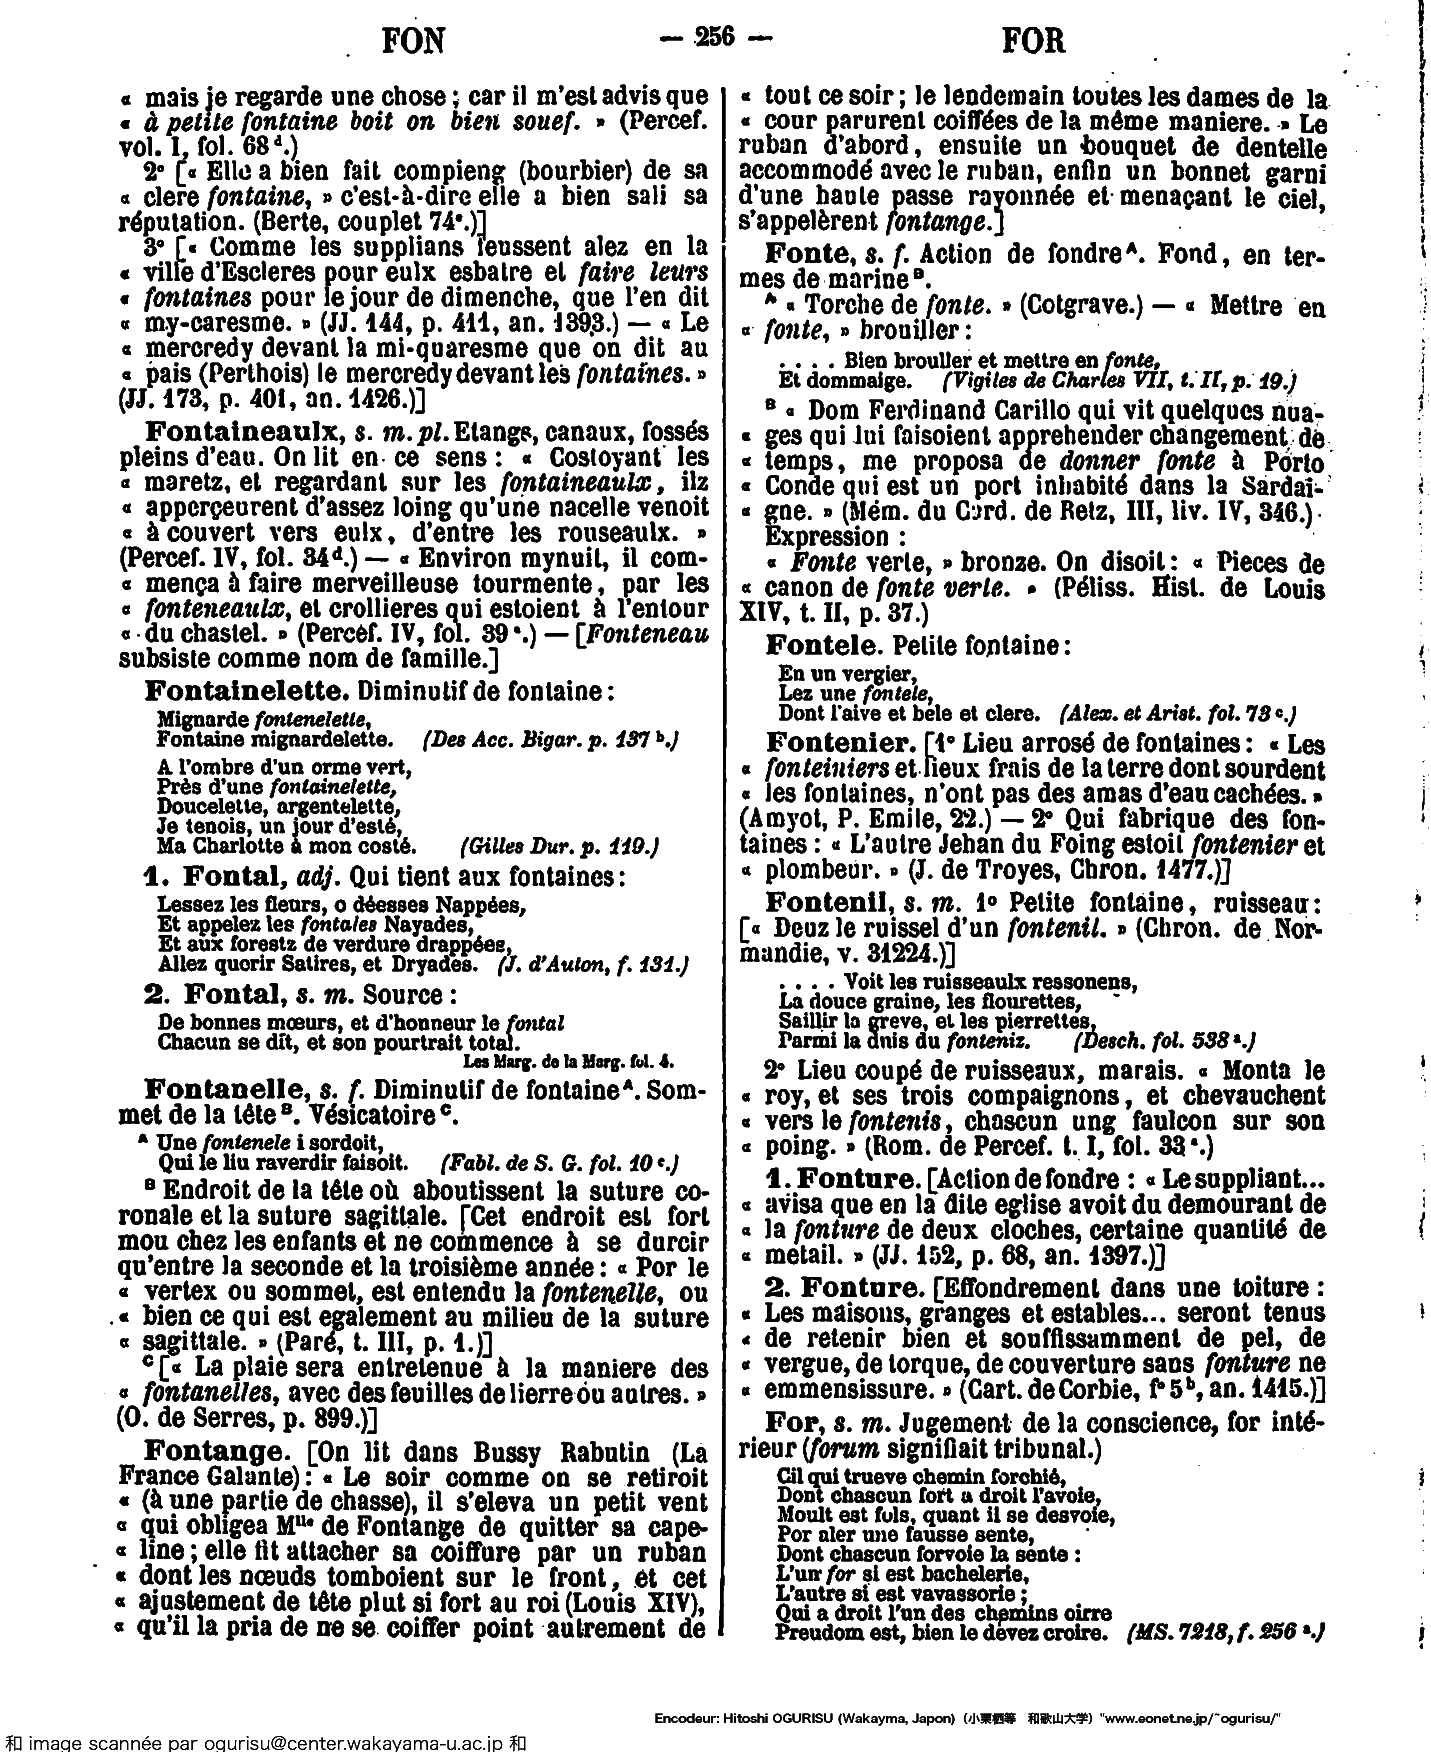 FON
— 256 —
FOR
« mais je regarde une chose ; car il m'est advis que
« à petite fontaine boit on bien souef. » (Percef.
vol. I, fol. 68 d.)
2° [« Elle a bien fait compieng (bourbier) de sa
« clere fontaine, » c'est-à-dire elle a bien sali sa
réputation. (Berte, couplet 74e.)]
3° [« Comme les supplians feussent alez en la
« ville d'Escleres pour eulx esbatre et faire leurs
« fontaines pour le jour de dimenche, que l'en dit
« my-caresme. » (JJ. 144, p. 411, an. 1393.) — « Le
« mercredy devant la mi-quaresme que on dit au
« pais (Perthois) le mercredy devant les fontaines. »
(JJ. 173, p. 401, an. 1426.)]
Fontaineaulx, s. m. pl. Etangs, canaux, fossés
pleins d'eau. On lit en ce sens : « Costoyant les
« maretz, et regardant sur les fontaineaulx, ilz
« apperçeurent d'assez loing qu'une nacelle venoit
« à couvert vers eulx, d'entre les rouseaulx. »
(Percef. IV, fol. 34 d.) — « Environ mynuit, il com-
« mença à faire merveilleuse tourmente, par les
« fonteneaulx, et crollieres qui estoient à l'entour
« du chastel. » (Percef. IV, fol. 39 a.) — [Fonteneau
subsiste comme nom de famille.]
Fontainelette. Diminutif de fontaine :
Mignarde fontenelette,
Fontaine mignardelette. (Des Acc. Bigar. p. 137 b.)
A l'ombre d'un orme vert,
Près d'une fontainelette,
Doucelette, argentelette,
Je tenois, un jour d'esté,
Ma Charlotte à mon costé. (Gilles Dur. p. 119.)
1. Fontal, adj. Qui tient aux fontaines :
Lessez les fleurs, o déesses Nappées,
Et appelez les fontales Nayades,
Et aux forestz de verdure drappées,
Allez querir Satires, et Dryades. (J. d'Auton, f. 131.)
2. Fontal, s. m. Source :
De bonnes mœurs, et d'honneur le fontal
Chacun se dit, et son pourtrait total.
Les Marg. de la Marg. fol. 4.
Fontanelle, s. f. Diminutif de fontaine A. Som-
met de la tête B. Vésicatoire C.
A Une fontenele i sordoit,
Qui le liu raverdir faisoit. (Fabl. de S. G. fol. 10 c.)
B Endroit de la tête où aboutissent la suture co-
ronale et la suture sagittale. [Cet endroit est fort
mou chez les enfants et ne commence à se durcir
qu'entre la seconde et la troisième année : « Por le
« vertex ou sommet, est entendu la fontenelle, ou
« bien ce qui est egalement au milieu de la suture
« sagittale. » (Paré, t. III, p. 1.)]
C [« La plaie sera entretenue à la maniere des
« fontanelles, avec des feuilles de lierre ou autres. »
(O. de Serres, p. 899.)]
Fontange. [On lit dans Bussy Rabutin (La
France Galante) : « Le soir comme on se retiroit
« (à une partie de chasse), il s'eleva un petit vent
« qui obligea Mlle de Fontange de quitter sa cape-
« line ; elle fit attacher sa coiffure par un ruban
« dont les nœuds tomboient sur le front, et cet
« ajustement de tête plut si fort au roi (Louis XIV),
« qu'il la pria de ne se coiffer point autrement de
« tout ce soir ; le lendemain toutes les dames de la
« cour parurent coiffées de la même maniere. » Le
ruban d'abord, ensuite un bouquet de dentelle
accommodé avec le ruban, enfin un bonnet garni
d'une haute passe rayonnée et menaçant le ciel,
s'appelèrent fontange.]
Fonte, s. f. Action de fondre A. Fond, en ter-
mes de marine B.
A « Torche de fonte. » (Cotgrave.) — « Mettre en
« fonte, » brouiller :
. . . . Bien brouller et mettre en fonte,
Et dommaige. (Vigiles de Charles VII, t. II, p. 19.)
B « Dom Ferdinand Carillo qui vit quelques nua-
« ges qui lui faisoient apprehender changement de
« temps, me proposa de donner fonte à Porto
« Conde qui est un port inhabité dans la Sardai-
« gne. » (Mém. du Card. de Retz, III, liv. IV, 346.)
Expression :
« Fonte verte, » bronze. On disoit : « Pieces de
« canon de fonte verte. » (Péliss. Hist. de Louis
XIV, t. II, p. 37.)
Fontele. Petite fontaine :
En un vergier,
Lez une fontele,
Dont l'aive et bele et clere. (Alex. et Arist. fol. 73 c.)
Fontenier. [1° Lieu arrosé de fontaines : « Les
« fonteiniers et lieux frais de la terre dont sourdent
« les fontaines, n'ont pas des amas d'eau cachées. »
(Amyot, P. Emile, 22.) — 2° Qui fabrique des fon-
taines : « L'autre Jehan du Foing estoit fontenier et
« plombeur. » (J. de Troyes, Chron. 1477.)]
Fontenil, s. m. 1° Petite fontaine, ruisseau :
[« Deuz le ruissel d'un fontenil. » (Chron. de Nor-
mandie, v. 31224.)]
. . . . Voit les ruisseaulx ressonens,
La douce graine, les flourettes,
Saillir la greve, et les pierrettes,
Parmi la duis du fonteniz. (Desch. fol. 538 a.)
2° Lieu coupé de ruisseaux, marais. « Monta le
« roy, et ses trois compaignons, et chevauchent
« vers le fontenis, chascun ung faulcon sur son
« poing. » (Rom. de Percef. t. I, fol. 33 a.)
1. Fonture. [Action de fondre : « Le suppliant...
« avisa que en la dite eglise avoit du demourant de
« la fonture de deux cloches, certaine quantité de
« metail. » (JJ. 152, p. 68, an. 1397.)]
2. Fonture. [Effondrement dans une toiture :
« Les maisons, granges et estables... seront tenus
« de retenir bien et souffissamment de pel, de
« vergue, de torque, de couverture sans fonture ne
« emmensissure. » (Cart. de Corbie, f° 5 b, an. 1415.)]
For, s. m. Jugement de la conscience, for inté-
rieur (forum signifiait tribunal.)
Cil qui trueve chemin forchié,
Dont chascun fort a droit l'avoie,
Moult est fols, quant il se desvoie,
Por aler une fausse sente,
Dont chascun forvoie la sente :
L'un for si est bachelerie,
L'autre si est vavassorie ;
Qui a droit l'un des chemins oirre
Preudom est, bien le devez croire. (MS. 7218, f. 256 a.)
Encodeur: Hitoshi OGURISU (Wakayma, Japon) (小栗栖等 和歌山大学) "www.eonet.ne.jp/~ogurisu/"
和 image scannée par ogurisu@center.wakayama-u.ac.jp 和